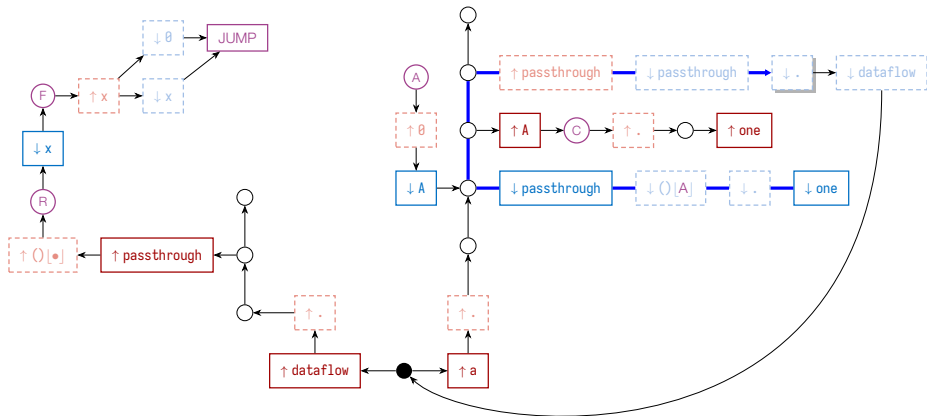 ↓ 0
JUMP
A
↑ passthrough
↓ passthrough
↓ .
↓ dataflow
F
↑ x
↓ x
↑ 0
↑ A
C
↑ .
↑ one
↓ x
↓ A
↓ passthrough
↓ ()⌊A⌋
↓ .
↓ one
R
↑ ()⌊•⌋
↑ passthrough
↑ .
↑ .
↑ dataflow
↑ a